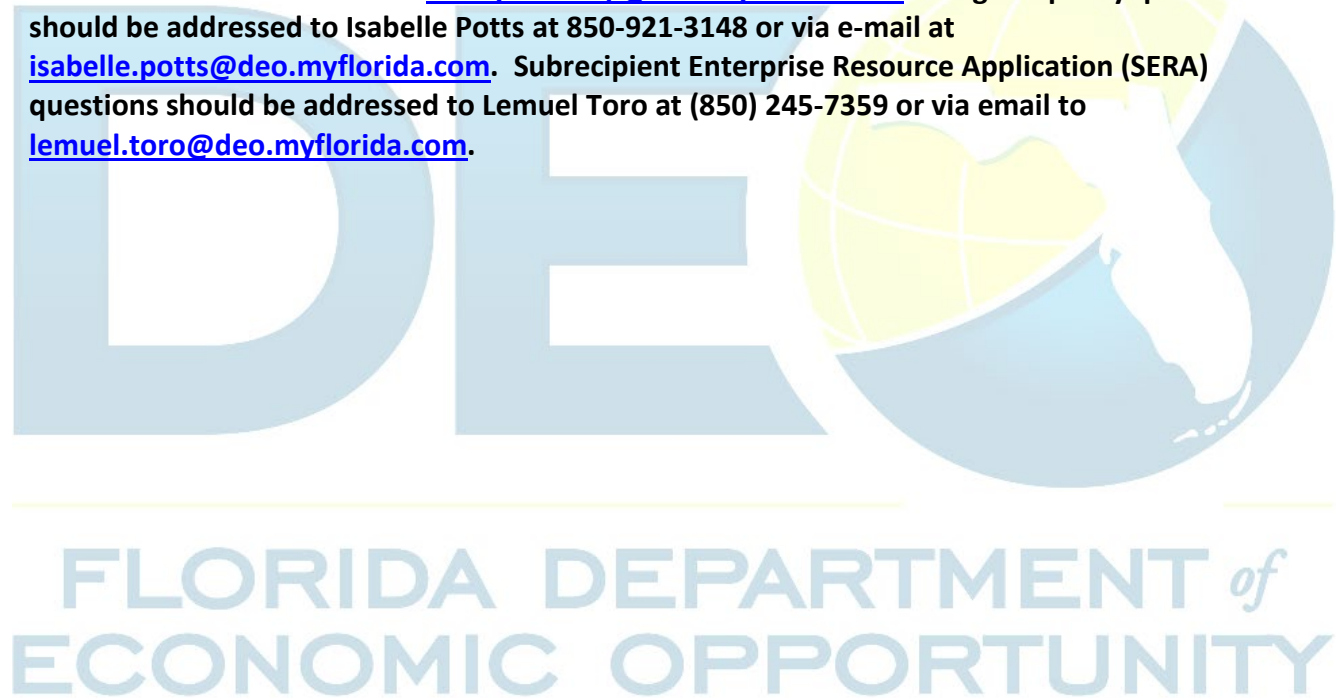 should be addressed to Isabelle Potts at 850-921-3148 or via e-mail at
isabelle.potts@deo.myflorida.com. Subrecipient Enterprise Resource Application (SERA)
questions should be addressed to Lemuel Toro at (850) 245-7359 or via email to
lemuel.toro@deo.myflorida.com.
DEO
FLORIDA DEPARTMENT of
ECONOMIC OPPORTUNITY